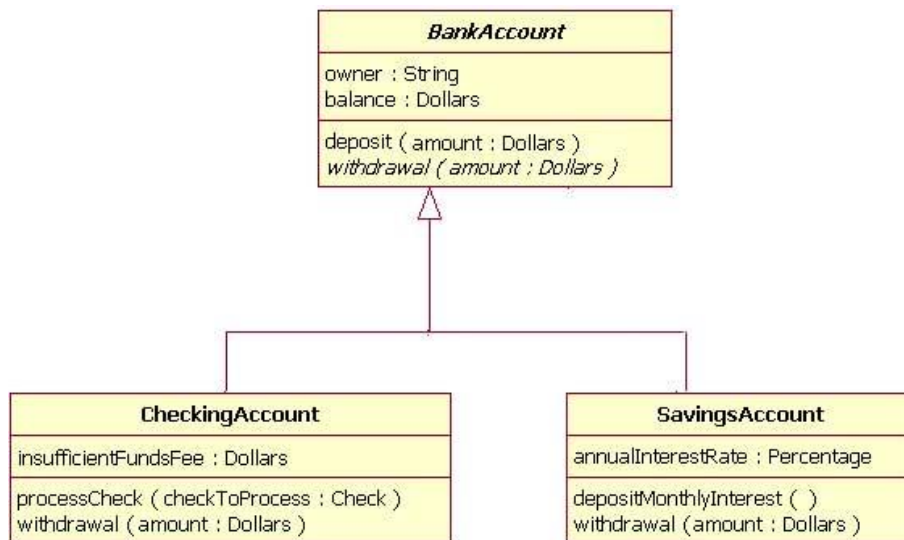 BankAccount
owner : String
balance : Dollars
deposit ( amount : Dollars )
withdrawal ( amount : Dollars )
CheckingAccount
insufficientFundsFee : Dollars
processCheck ( checkToProcess : Check )
withdrawal ( amount : Dollars )
SavingsAccount
annualInterestRate : Percentage
depositMonthlyInterest ( )
withdrawal ( amount : Dollars )